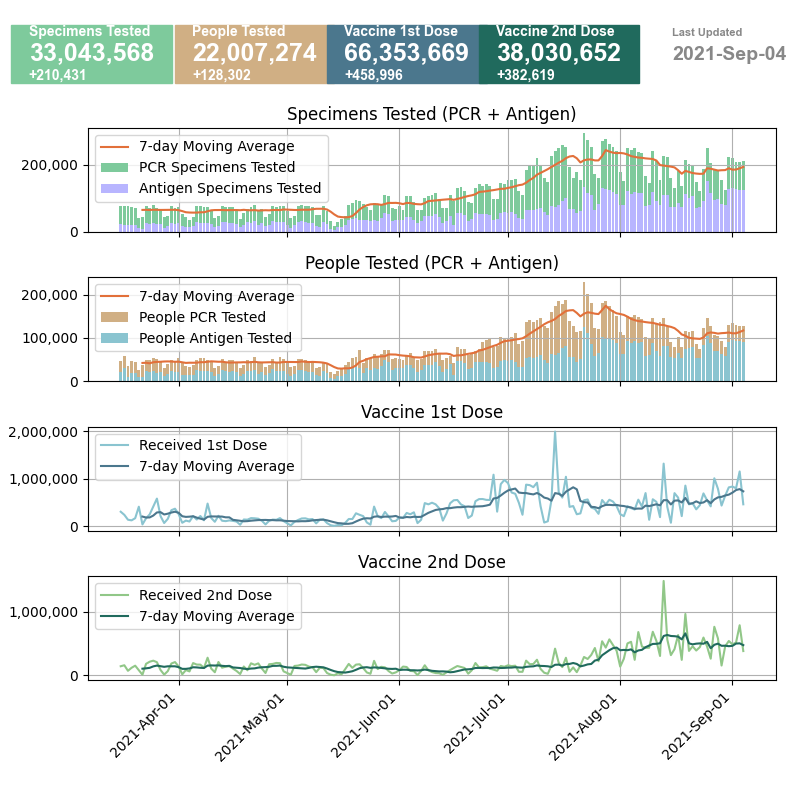 Specimens Tested
33,043,568
+210,431
People Tested
22,007,274
+128,302
Vaccine 1st Dose
66,353,669
+458,996
Vaccine 2nd Dose
38,030,652
+382,619
Last Updated
2021-Sep-04
Specimens Tested (PCR + Antigen)
200,000
0
7-day Moving Average
PCR Specimens Tested
Antigen Specimens Tested
People Tested (PCR + Antigen)
200,000
100,000
0
7-day Moving Average
People PCR Tested
People Antigen Tested
Vaccine 1st Dose
2,000,000
1,000,000
0
Received 1st Dose
7-day Moving Average
Vaccine 2nd Dose
1,000,000
0
Received 2nd Dose
7-day Moving Average
2021-Apr-01
2021-May-01
2021-Jun-01
2021-Jul-01
2021-Aug-01
2021-Sep-01